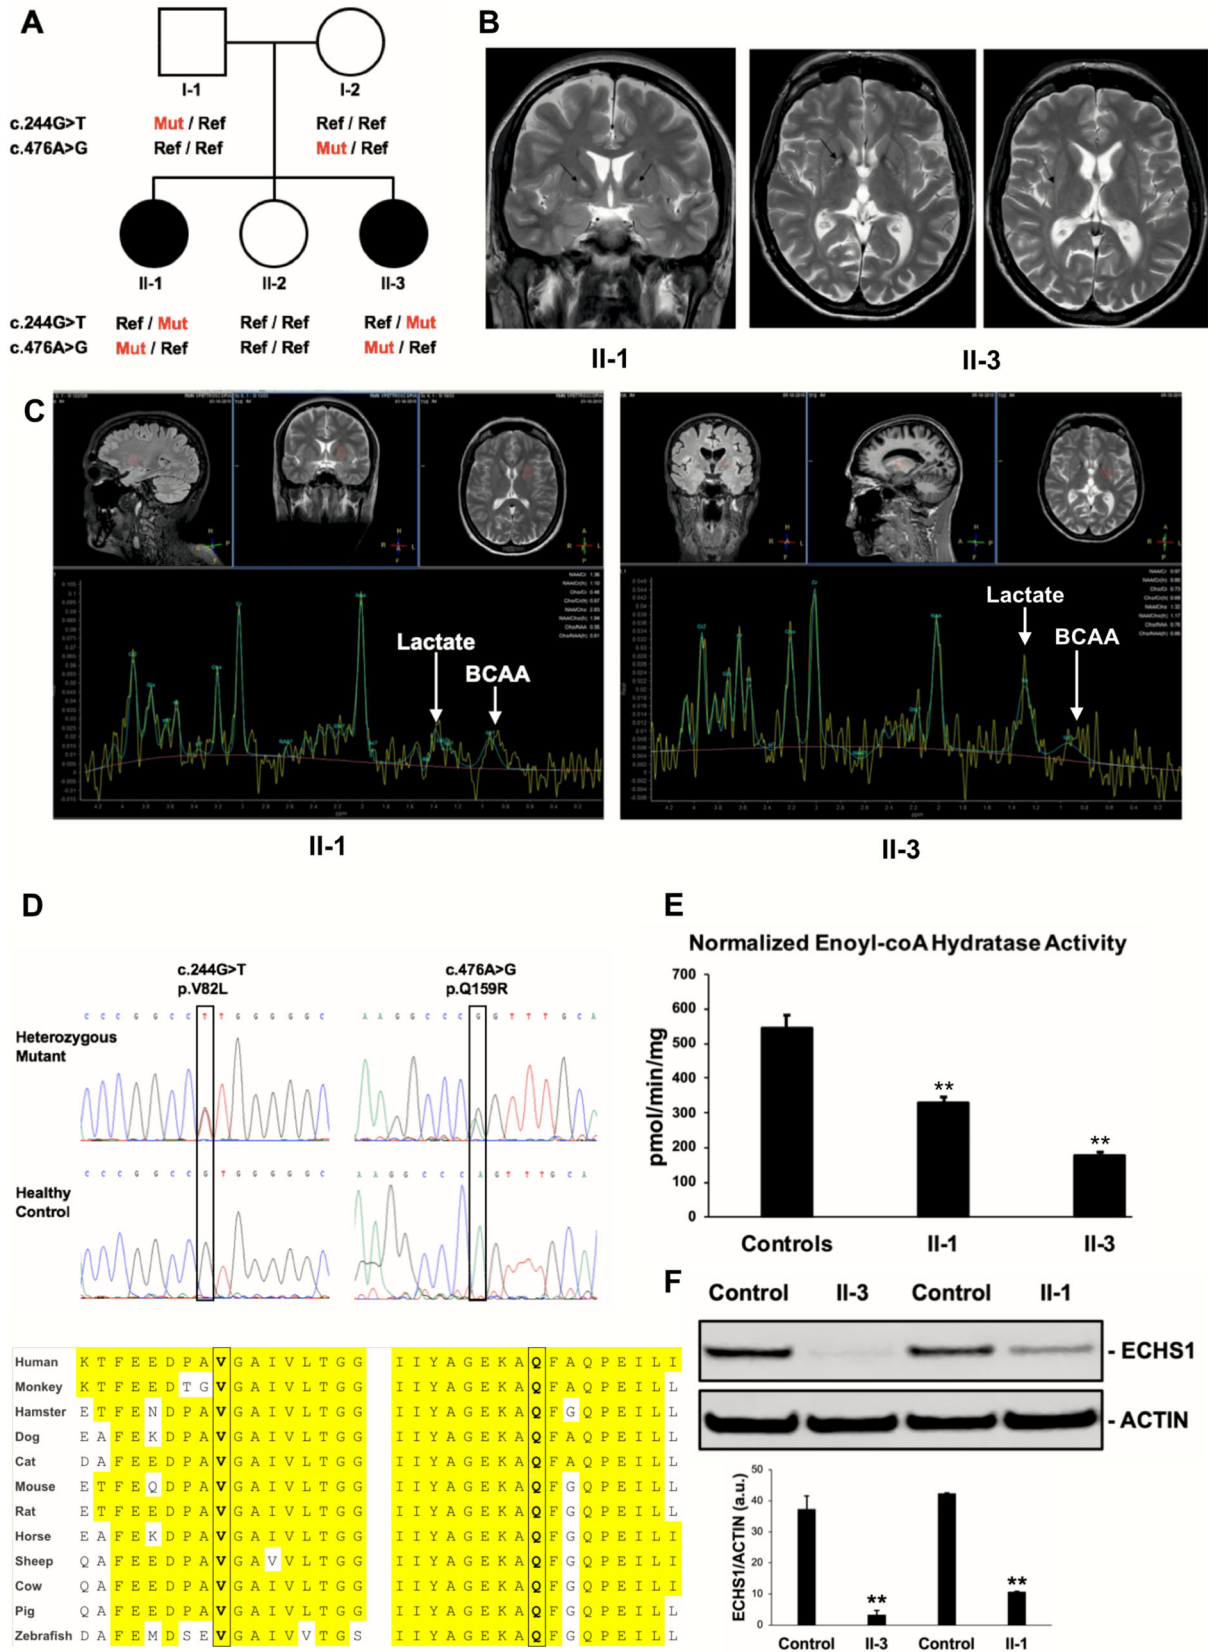 A
I-1
I-2
c.244G>T Mut / Ref Ref / Ref
c.476A>G Ref / Ref Mut / Ref
II-1 II-2 II-3
c.244G>T Ref / Mut Ref / Ref Ref / Mut
c.476A>G Mut / Ref Ref / Ref Mut / Ref
B
II-1
II-3
C
Lactate
BCAA
Cr
ppm
II-1
Lactate
BCAA
ppm
II-3
D
c.244G>T
p.V82L
c.476A>G
p.Q159R
C C C G G C C T T G G G G G C
A A G G C C C G G T T T G C A
Heterozygous
Mutant
C C C G G C C G T G G G G G C
A A G G C C C A G T T T G C A
Healthy
Control
Human K T F E E D P A V G A I V L T G G I I Y A G E K A Q F A Q P E I L I
Monkey K T F E E D T G V G A I V L T G G I I Y A G E K A Q F A Q P E I L L
Hamster E T F E N D P A V G A I V L T G G I I Y A G E K A Q F G Q P E I L L
Dog E A F E K D P A V G A I V L T G G I I Y A G E K A Q F A Q P E I L L
Cat D A F E E D P A V G A I V L T G G I I Y A G E K A Q F A Q P E I L L
Mouse E T F E Q D P A V G A I V L T G G I I Y A G E K A Q F G Q P E I L L
Rat E T F E E D P A V G A I V L T G G I I Y A G E K A Q F G Q P E I L L
Horse E A F E K D P A V G A I V L T G G I I Y A G E K A Q F G Q P E I L I
Sheep Q A F E E D P A V G A V V L T G G I I Y A G E K A Q F G Q P E I L I
Cow Q A F E E D P A V G A I V L T G G I I Y A G E K A Q F G Q P E I L I
Pig Q A F E E D P A V G A I V L T G G I I Y A G E K A Q F G Q P E I L L
Zebrafish D A F E M D S E V G A I V V T G S I I Y A G E K A Q F A Q P E I L L
E
Normalized Enoyl-coA Hydratase Activity
pmol/min/mg
700
600
500
400
300
200
100
0
**
**
Controls II-1 II-3
F
Control II-3 Control II-1
- ECHS1
- ACTIN
ECHS1/ACTIN (a.u.)
50
40
30
20
10
0
**
**
Control II-3 Control II-1